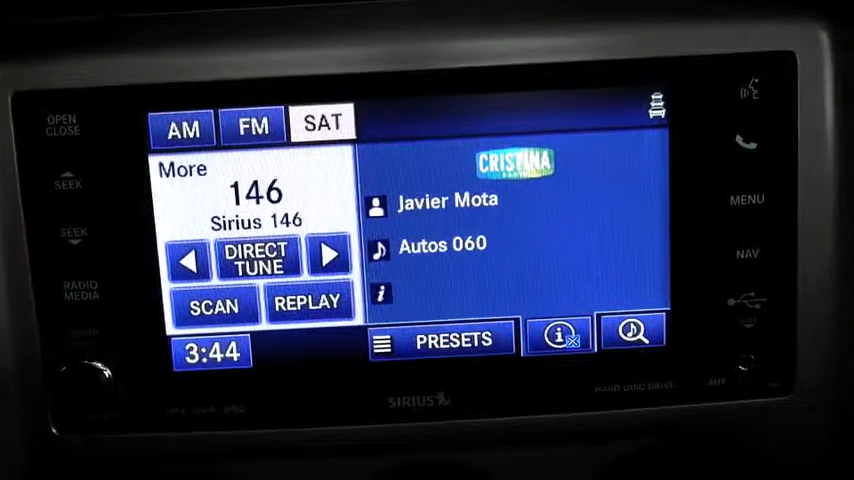 OPEN
CLOSE
SEEK
SEEK
RADIO
MEDIA
AM
FM
SAT
More
146
Sirius 146
DIRECT
TUNE
SCAN
REPLAY
3:44
CRISTINA
Javier Mota
Autos 060
i
PRESETS
i
MENU
NAV
SIRIUS
HARD DISC DRIVE
AUX